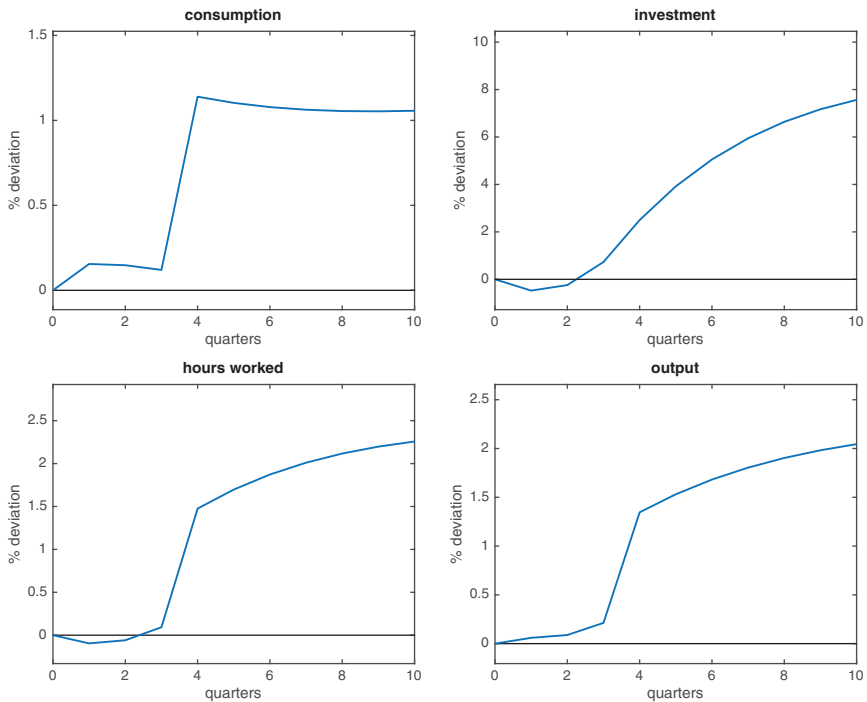 consumption
1.5
1
0.5
0
% deviation
0 2 4 6 8 10
quarters
investment
10
8
6
4
2
0
% deviation
0 2 4 6 8 10
quarters
hours worked
2.5
2
1.5
1
0.5
0
% deviation
0 2 4 6 8 10
quarters
output
2.5
2
1.5
1
0.5
0
% deviation
0 2 4 6 8 10
quarters